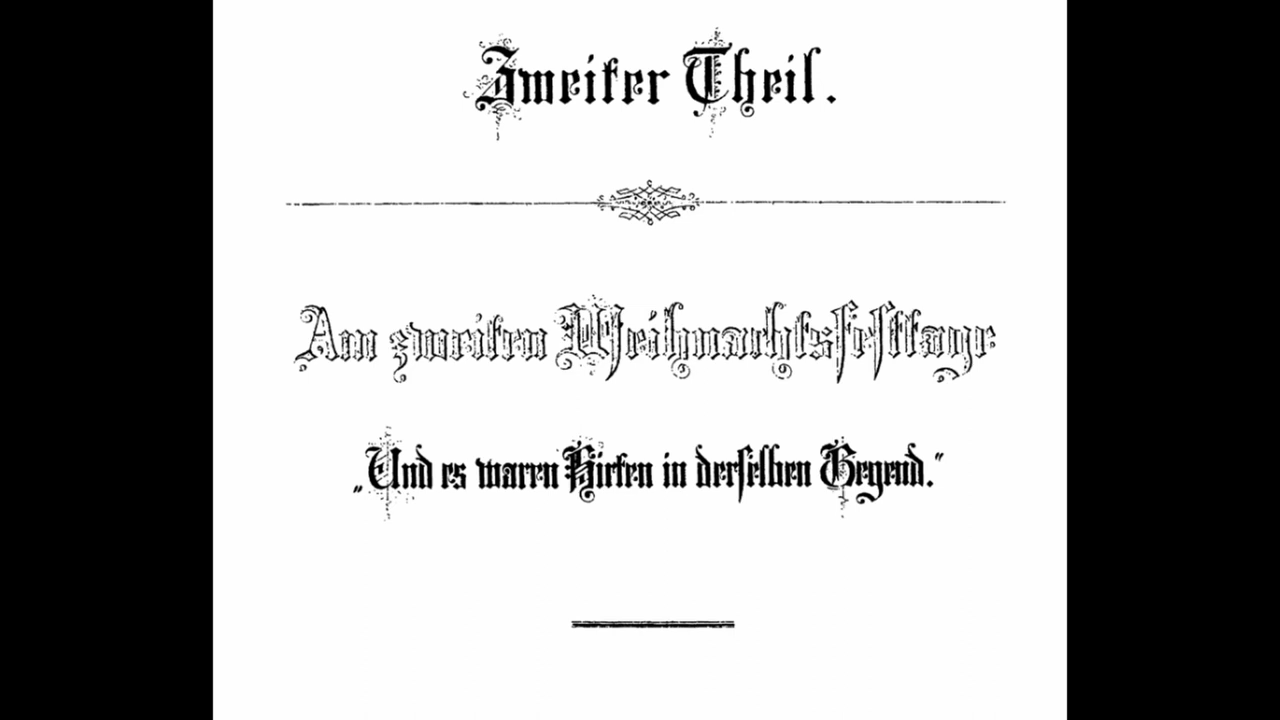 Zweiter Theil.
Am zweiten Weihnachtsfesttage
„Und es waren Hirten in derselben Gegend.“